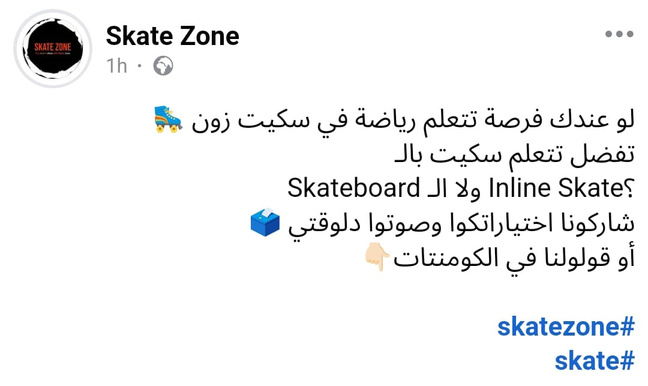 SKATE ZONE
Skate Zone
1h ·
لو عندك فرصة تتعلم رياضة في سكيت زون 🛼
تفضل تتعلم سكيت بالـ
Inline Skate ولا الـ Skateboard؟
شاركونا اختياراتكوا وصوتوا دلوقتي 🗳️
أو قولولنا في الكومنتات👇🏻
#skatezone
#skate